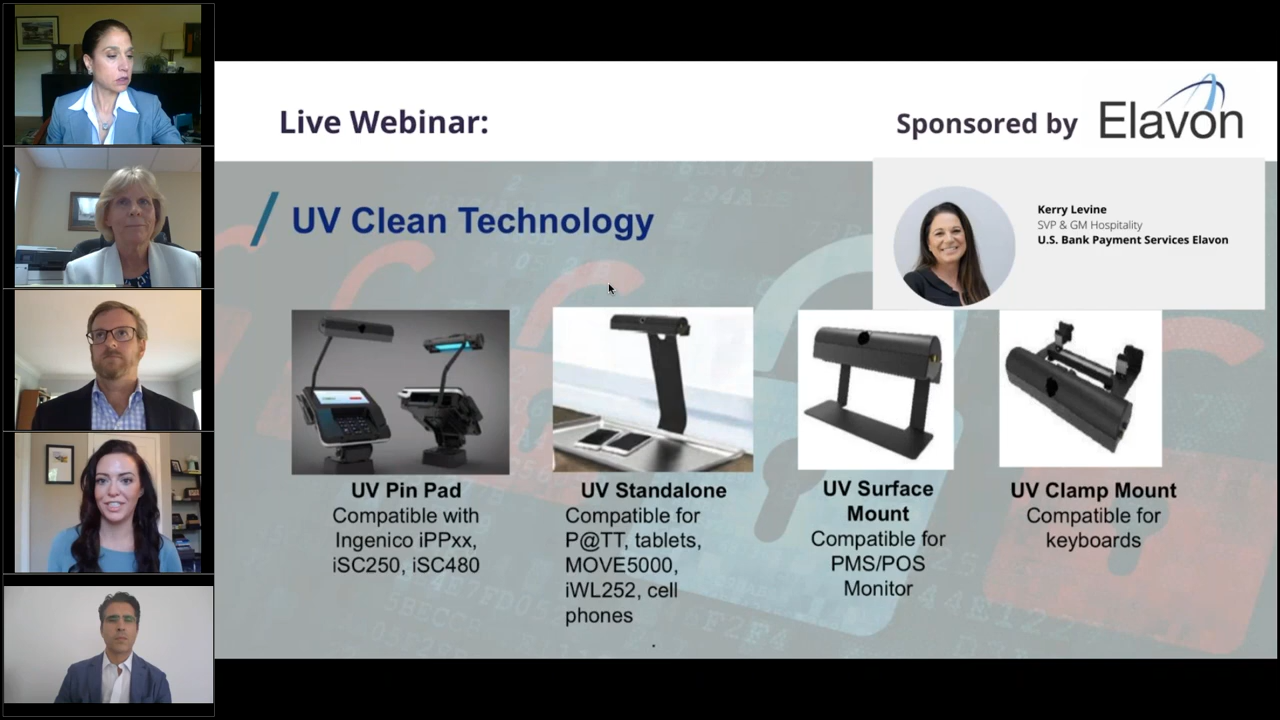 Live Webinar:
Sponsored by Elavon
UV Clean Technology
Kerry Levine
SVP & GM Hospitality
U.S. Bank Payment Services Elavon
UV Pin Pad
Compatible with
Ingenico iPPxx,
iSC250, iSC480
UV Standalone
Compatible for
P@TT, tablets,
MOVE5000,
iWL252, cell
phones
UV Surface
Mount
Compatible for
PMS/POS
Monitor
UV Clamp Mount
Compatible for
keyboards
.